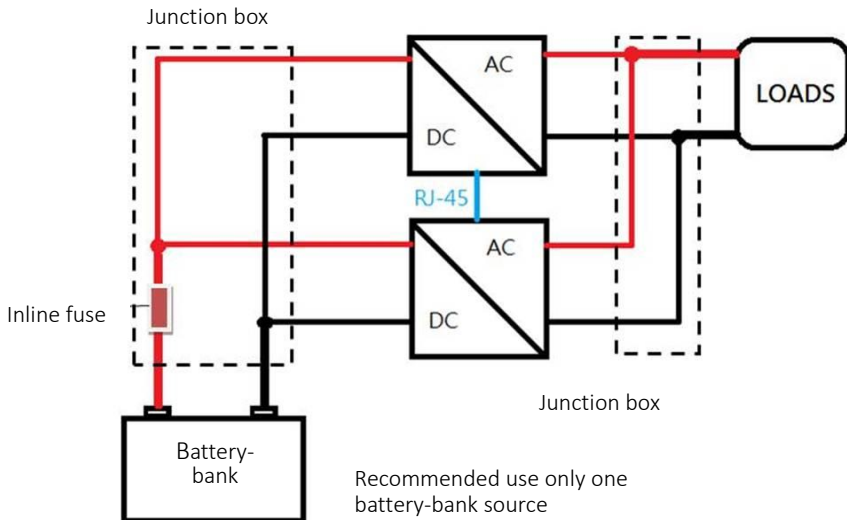 Junction box
AC
LOADS
DC
RJ-45
AC
Inline fuse
DC
Junction box
Battery-
bank
Recommended use only one
battery-bank source